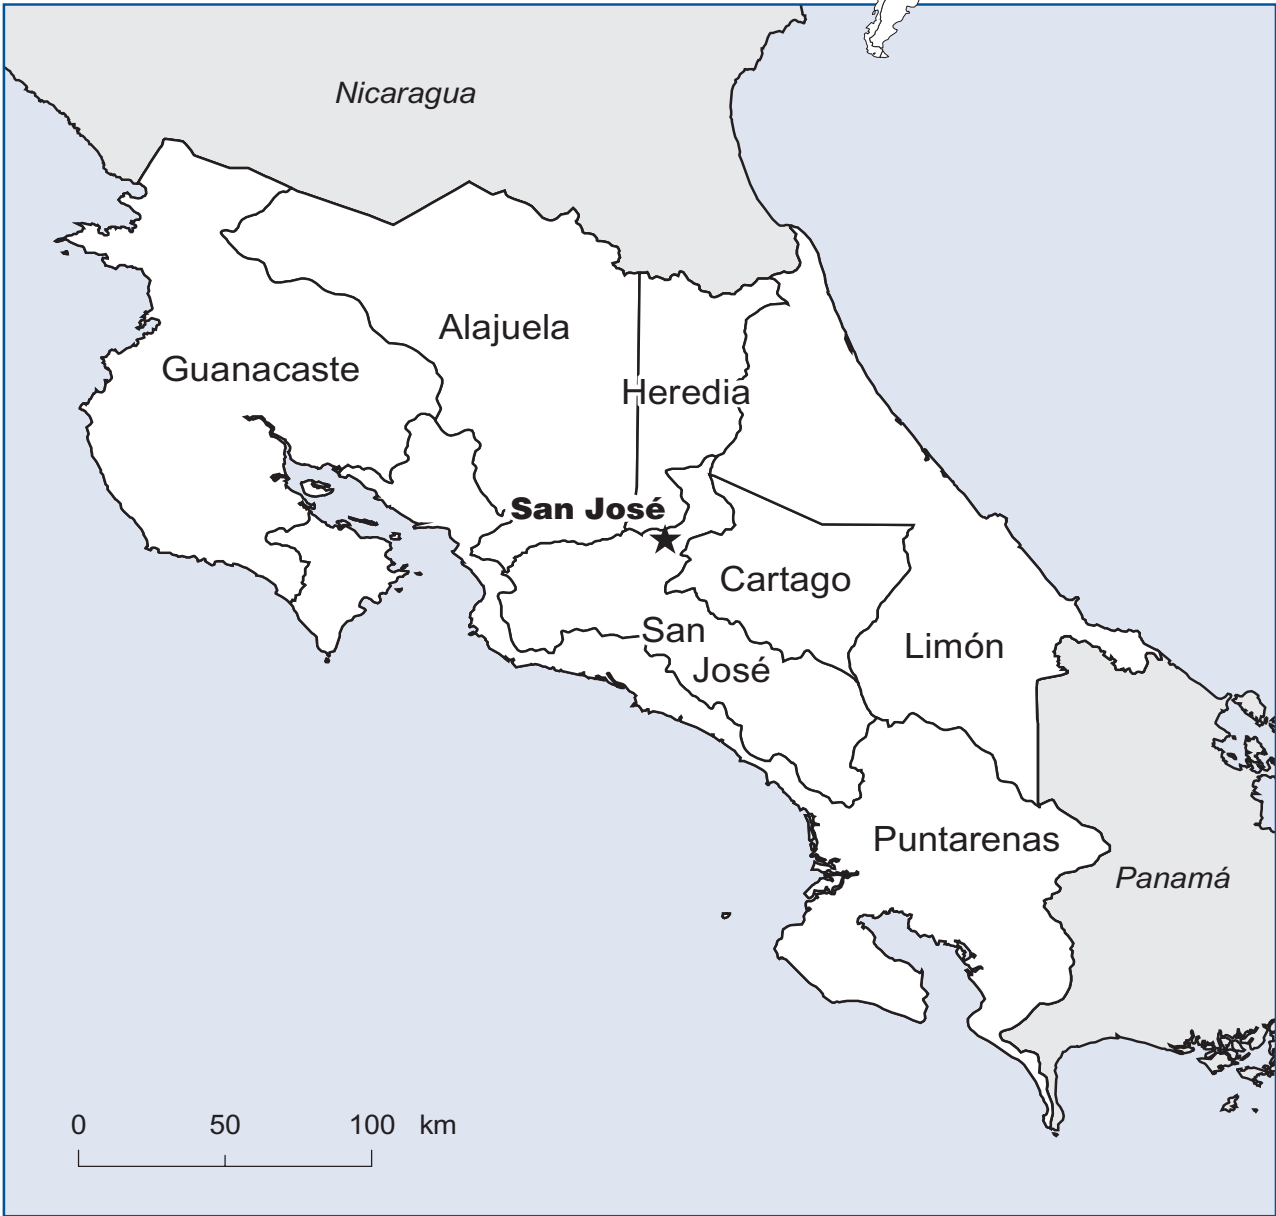 Nicaragua
Alajuela
Guanacaste
Heredia
San José
Cartago
San
José
Limón
Puntarenas
Panamá
0 50 100 km